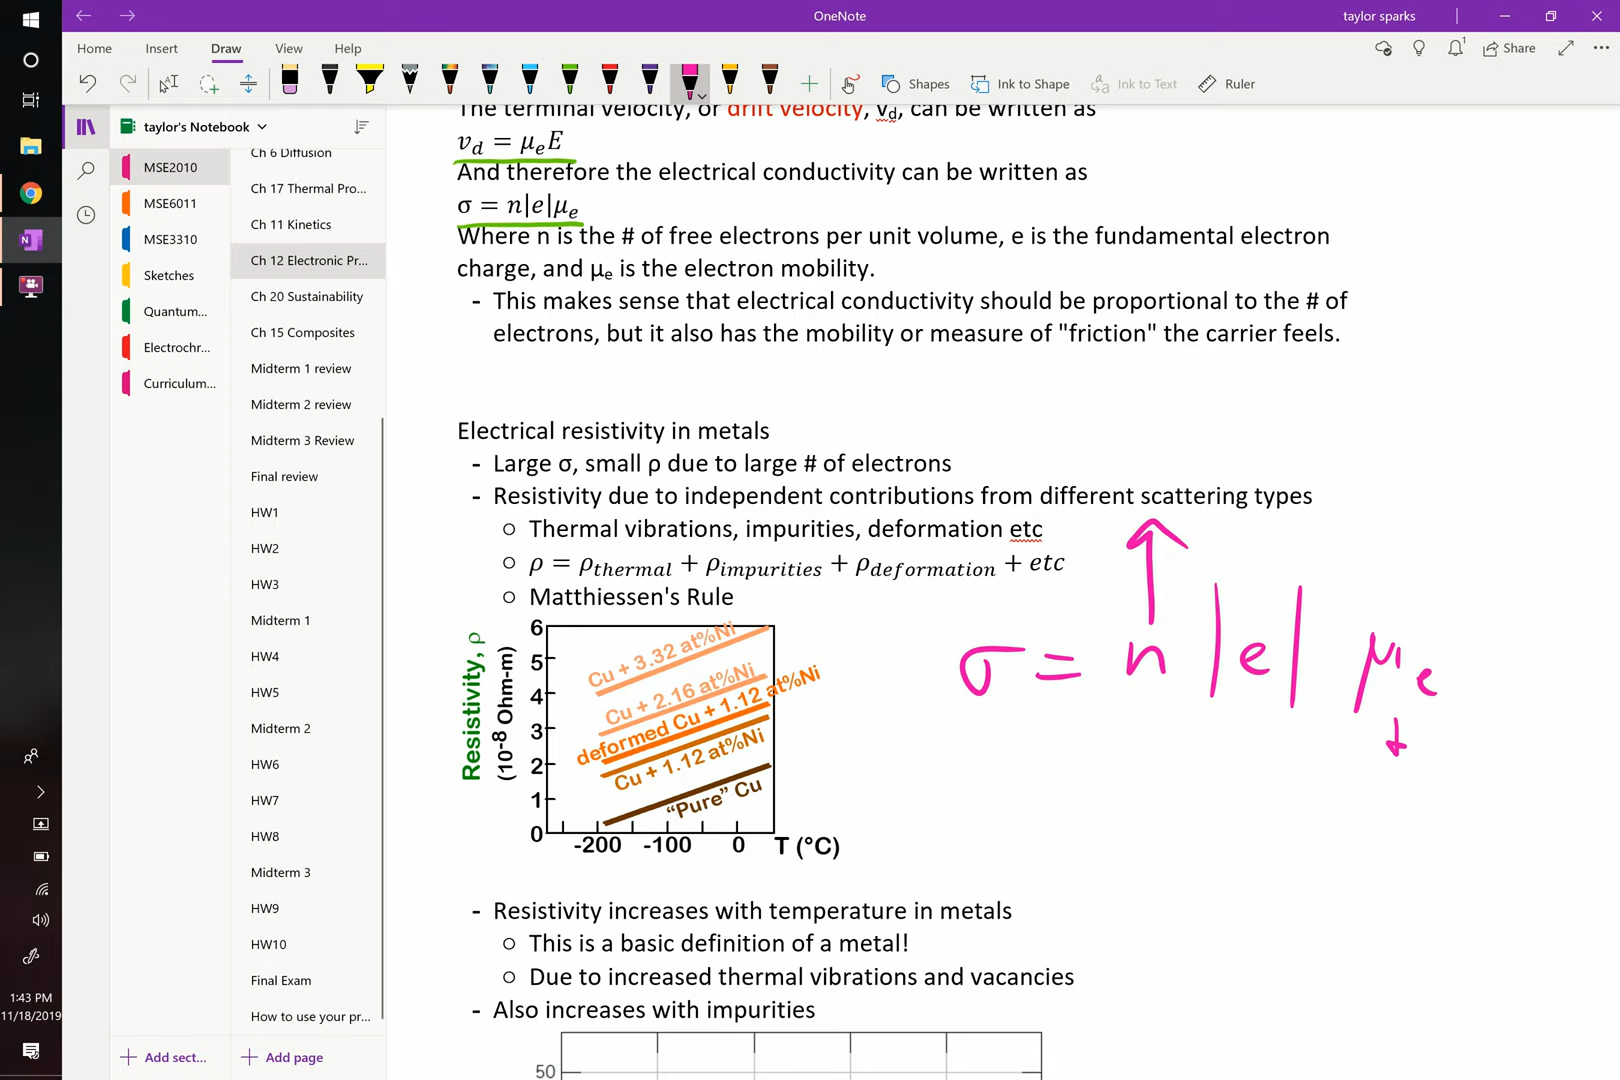 OneNote
taylor sparks
Home Insert Draw View Help
1
Share
Shapes Ink to Shape Ink to Text Ruler
taylor's Notebook
MSE2010
MSE6011
MSE3310
Sketches
Quantum...
Electrochr...
Curriculum...
Add sect...
Ch 6 Diffusion
Ch 17 Thermal Pro...
Ch 11 Kinetics
Ch 12 Electronic Pr...
Ch 20 Sustainability
Ch 15 Composites
Midterm 1 review
Midterm 2 review
Midterm 3 Review
Final review
HW1
HW2
HW3
Midterm 1
HW4
HW5
Midterm 2
HW6
HW7
HW8
Midterm 3
HW9
HW10
Final Exam
How to use your pr...
Add page
The terminal velocity, or drift velocity, vd, can be written as
v_d = μ_e E
And therefore the electrical conductivity can be written as
σ = n|e|μ_e
Where n is the # of free electrons per unit volume, e is the fundamental electron
charge, and μe is the electron mobility.
- This makes sense that electrical conductivity should be proportional to the # of
electrons, but it also has the mobility or measure of "friction" the carrier feels.
Electrical resistivity in metals
- Large σ, small ρ due to large # of electrons
- Resistivity due to independent contributions from different scattering types
○ Thermal vibrations, impurities, deformation etc
○ ρ = ρ_thermal + ρ_impurities + ρ_deformation + etc
○ Matthiessen's Rule
σ = n |e| μ_e
Resistivity, ρ
(10-8 Ohm-m)
6
5
4
3
2
1
0
Cu + 3.32 at%Ni
Cu + 2.16 at%Ni
deformed Cu + 1.12 at%Ni
Cu + 1.12 at%Ni
“Pure” Cu
-200 -100 0 T (°C)
- Resistivity increases with temperature in metals
○ This is a basic definition of a metal!
○ Due to increased thermal vibrations and vacancies
- Also increases with impurities
50
N
1:43 PM
11/18/2019